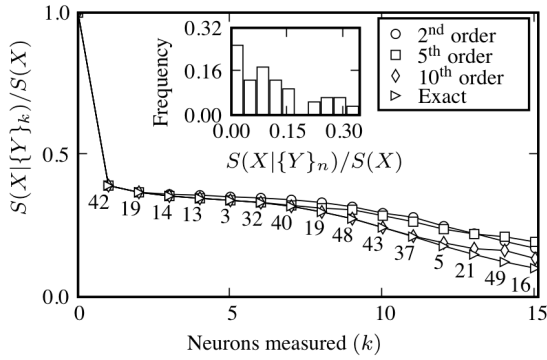 1.0
0.5
0.0
S(X|{Y}ₖ)/S(X)
0.32
0.16
0.00
Frequency
0.00 0.15 0.30
S(X|{Y}ₙ)/S(X)
2ⁿᵈ order
5ᵗʰ order
10ᵗʰ order
Exact
42 19 14 13 3 32 40 19 48 43 37 5 21 49 16
0 5 10 15
Neurons measured (k)